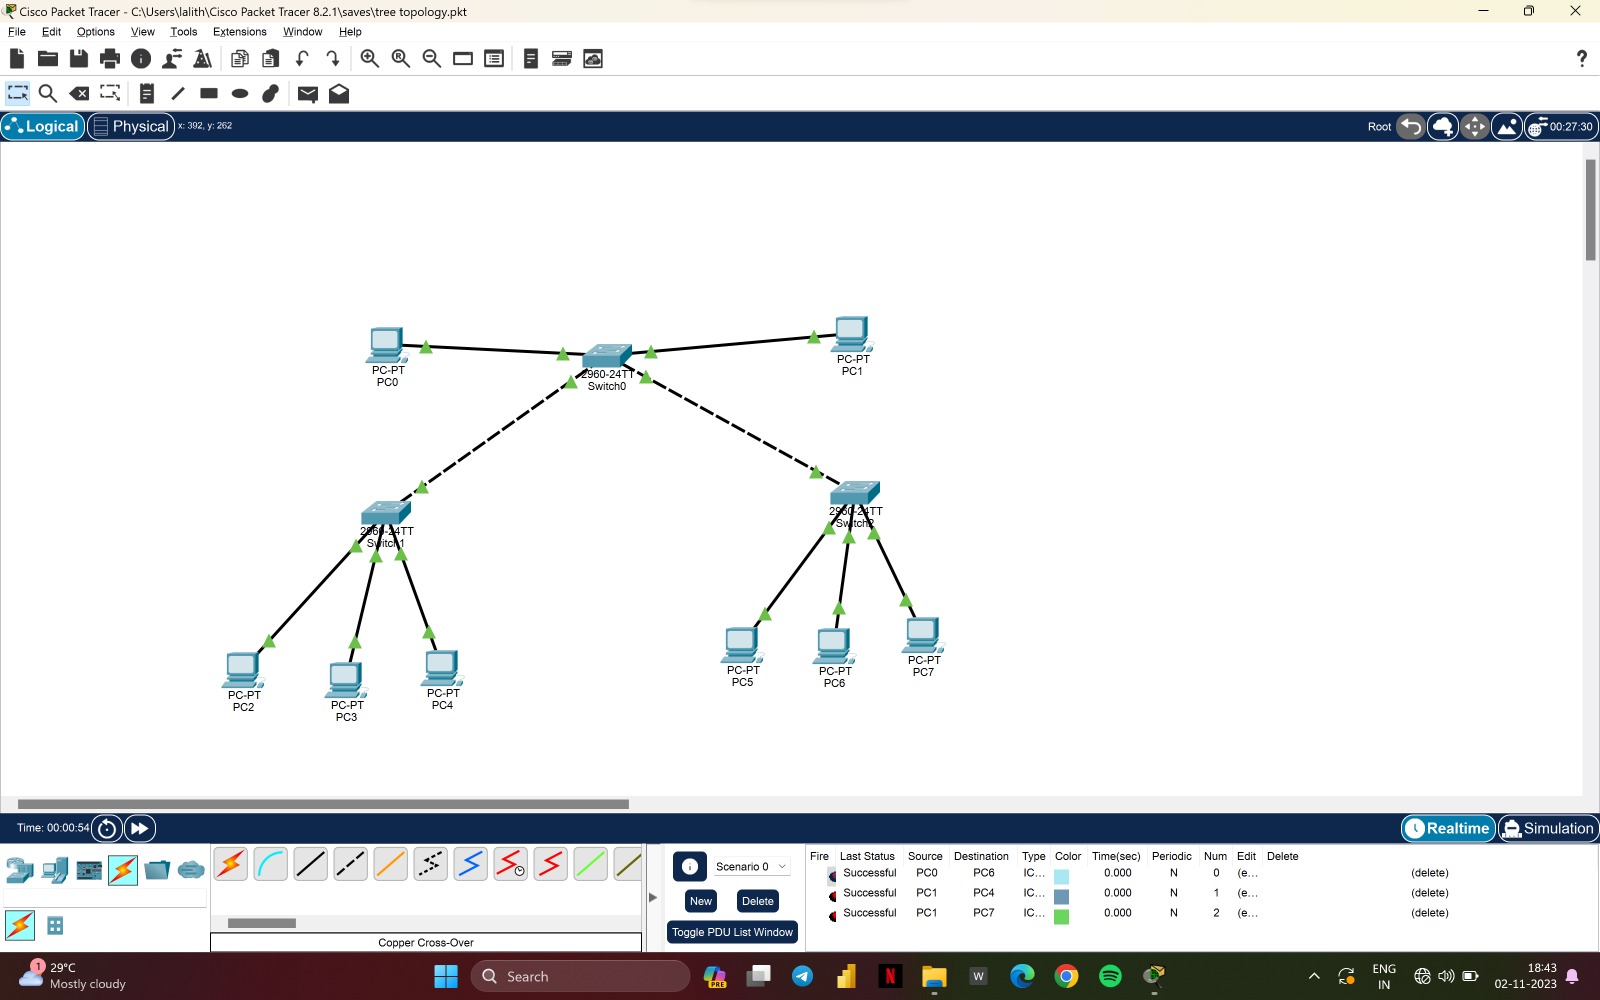 Cisco Packet Tracer - C:\Users\lalith\Cisco Packet Tracer 8.2.1\saves\tree topology.pkt
File Edit Options View Tools Extensions Window Help
Logical Physical x: 392, y: 262 Root 00:27:30
PC-PT
PC0
PC-PT
PC1
2960-24TT
Switch0
2960-24TT
Switch1
2960-24TT
Switch2
PC-PT
PC2
PC-PT
PC3
PC-PT
PC4
PC-PT
PC5
PC-PT
PC6
PC-PT
PC7
Time: 00:00:54 Realtime Simulation
Scenario 0
New Delete
Toggle PDU List Window
Copper Cross-Over
Fire Last Status Source Destination Type Color Time(sec) Periodic Num Edit Delete
Successful PC0 PC6 IC... 0.000 N 0 (e... (delete)
Successful PC1 PC4 IC... 0.000 N 1 (e... (delete)
Successful PC1 PC7 IC... 0.000 N 2 (e... (delete)
1
29°C
Mostly cloudy
Search
PRE
N
W
ENG
IN
18:43
02-11-2023